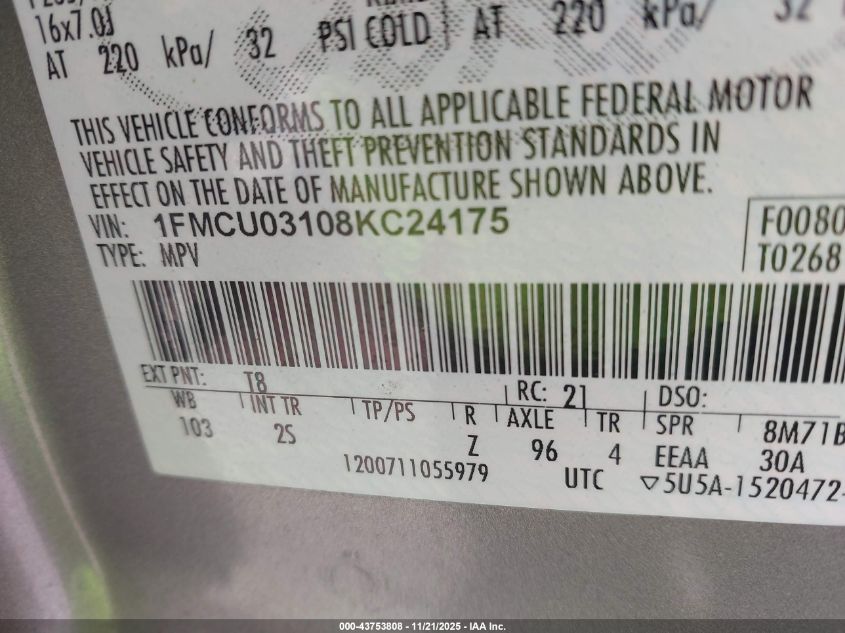 16x7.0J
AT 220 kPa/ 32 PSI COLD AT 220 kPa/ 32
THIS VEHICLE CONFORMS TO ALL APPLICABLE FEDERAL MOTOR
VEHICLE SAFETY AND THEFT PREVENTION STANDARDS IN
EFFECT ON THE DATE OF MANUFACTURE SHOWN ABOVE.
VIN: 1FMCU03108KC24175 F0080
TYPE: MPV T0268
EXT PNT: T8 RC: 21 DSO:
WB INT TR TP/PS R AXLE TR SPR 8M71B
103 2S Z 96 4 EEAA 30A
1200711055979 UTC ▽5U5A-1520472-
000-43753808 - 11/21/2025 - IAA Inc.